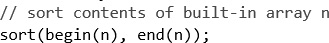 // sort contents of built-in array n
sort(begin(n), end(n));